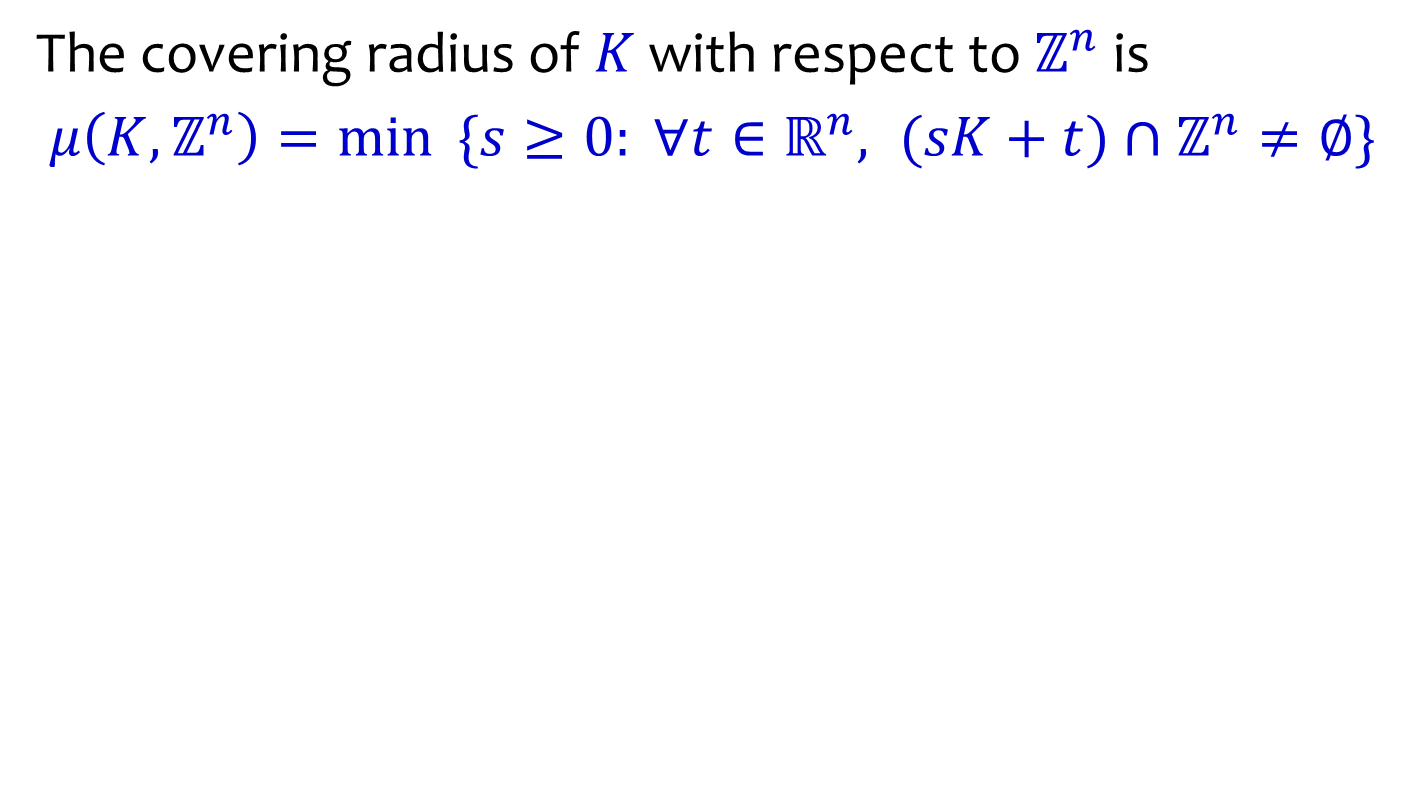 The covering radius of K with respect to ℤⁿ is
μ(K, ℤⁿ) = min {s ≥ 0: ∀t ∈ ℝⁿ, (sK + t) ∩ ℤⁿ ≠ ∅}